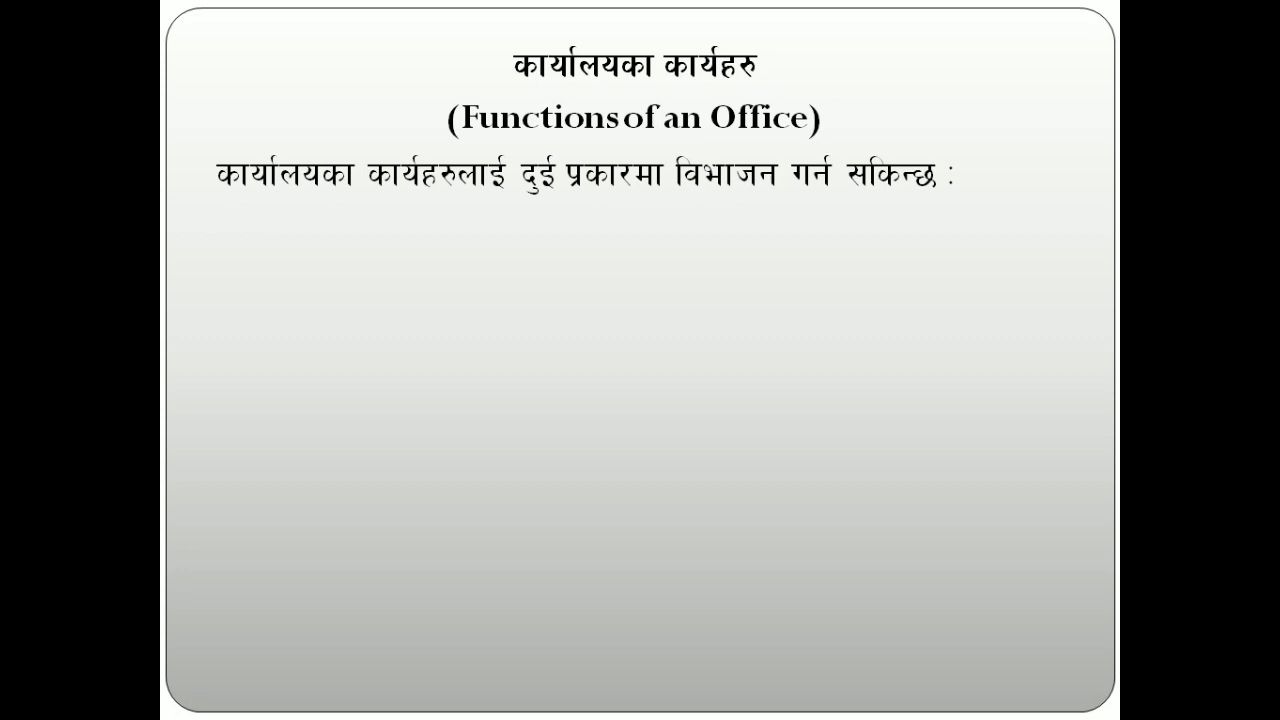 कार्यालयका कार्यहरु
(Functions of an Office)
कार्यालयका कार्यहरुलाई दुई प्रकारमा विभाजन गर्न सकिन्छ :